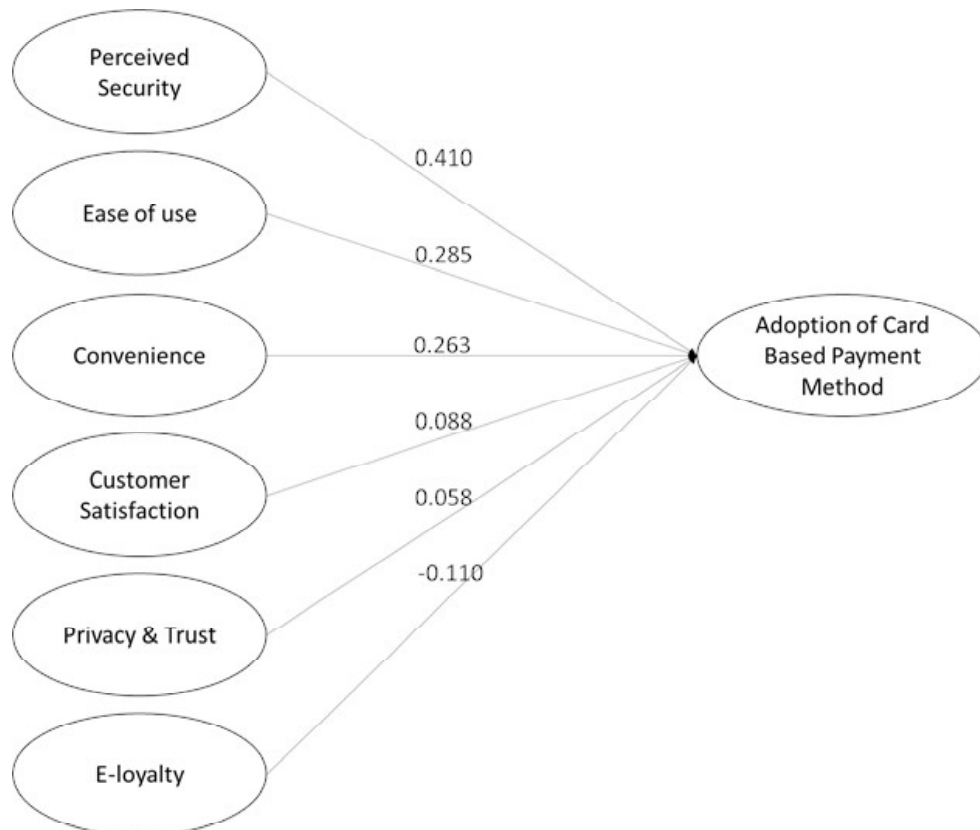 Perceived
Security
0.410
Ease of use
0.285
Convenience
0.263
Adoption of Card
Based Payment
Method
Customer
Satisfaction
0.088
Privacy & Trust
0.058
E-loyalty
-0.110